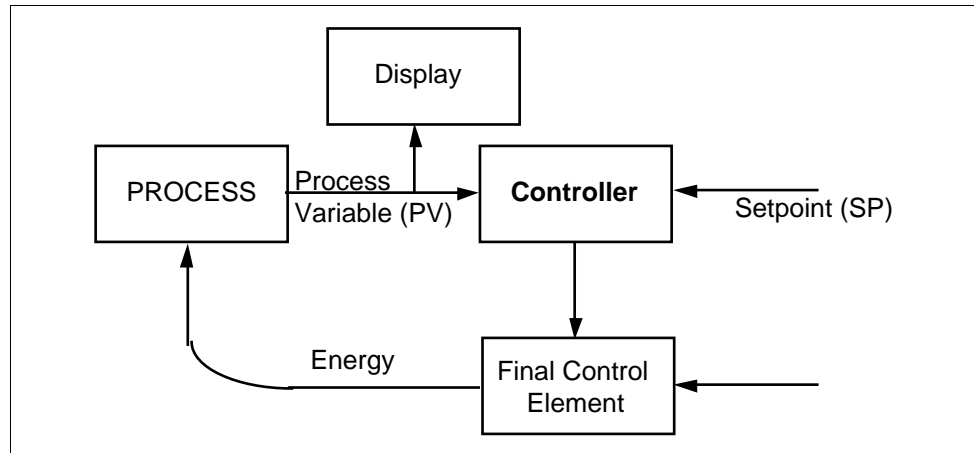 Display
PROCESS
Process
Variable (PV)
Controller
Setpoint (SP)
Energy
Final Control
Element